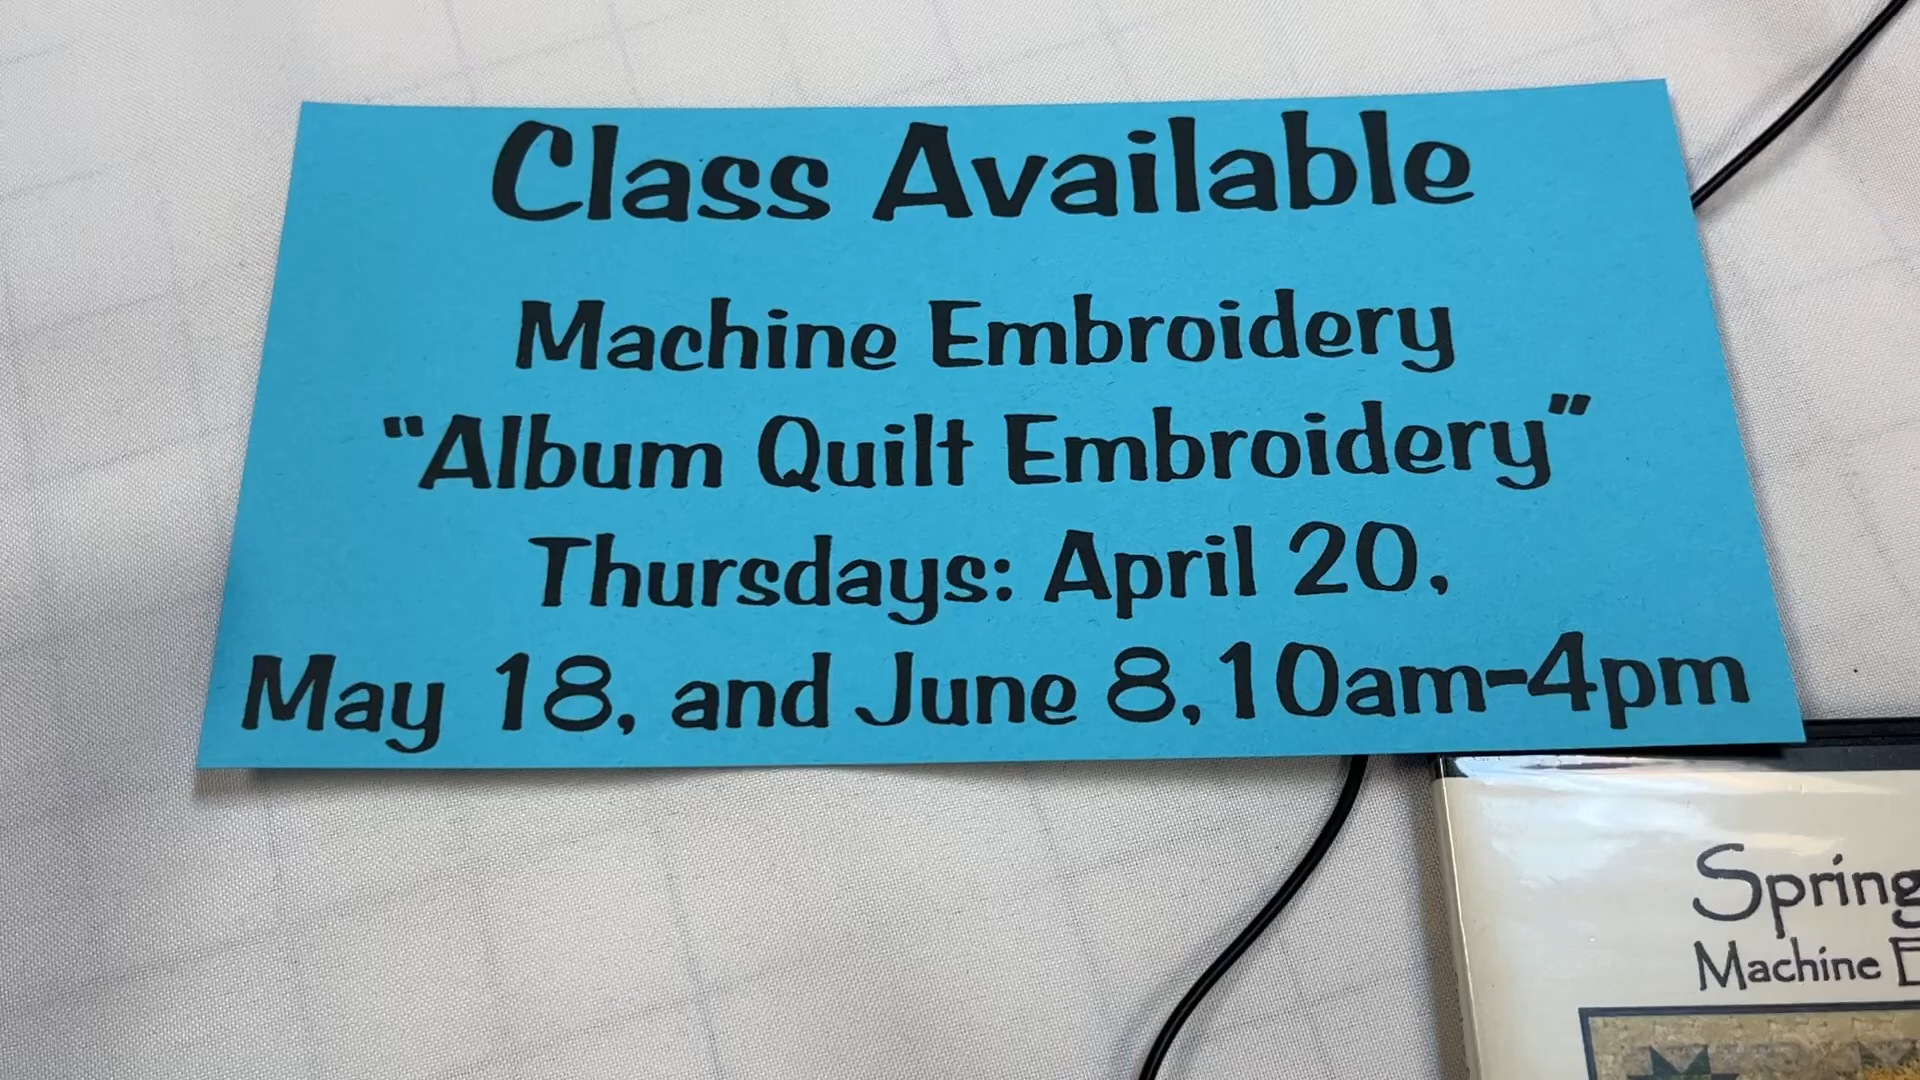 Class Available
Machine Embroidery
“Album Quilt Embroidery”
Thursdays: April 20,
May 18, and June 8,10am-4pm
Spring
Machine